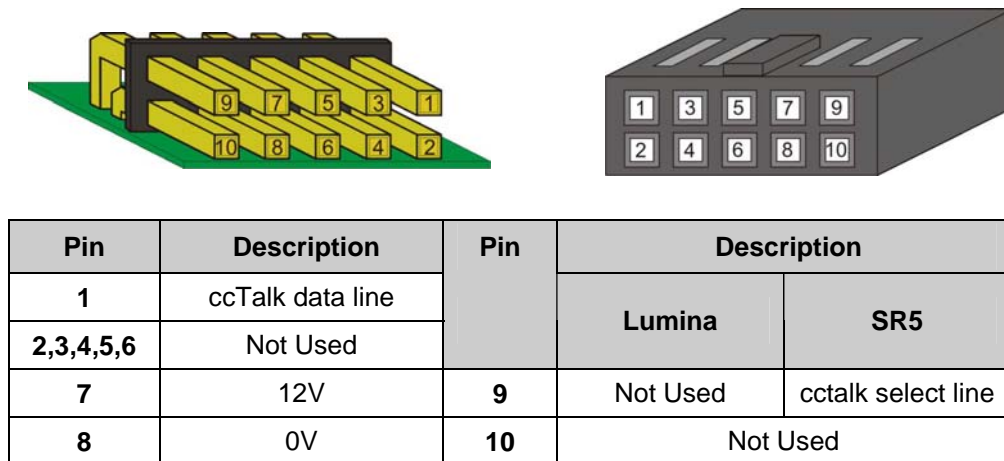 9 7 5 3 1
10 8 6 4 2
1 3 5 7 9
2 4 6 8 10
Pin Description Pin Description
1 ccTalk data line Lumina SR5
2,3,4,5,6 Not Used
7 12V 9 Not Used cctalk select line
8 0V 10 Not Used